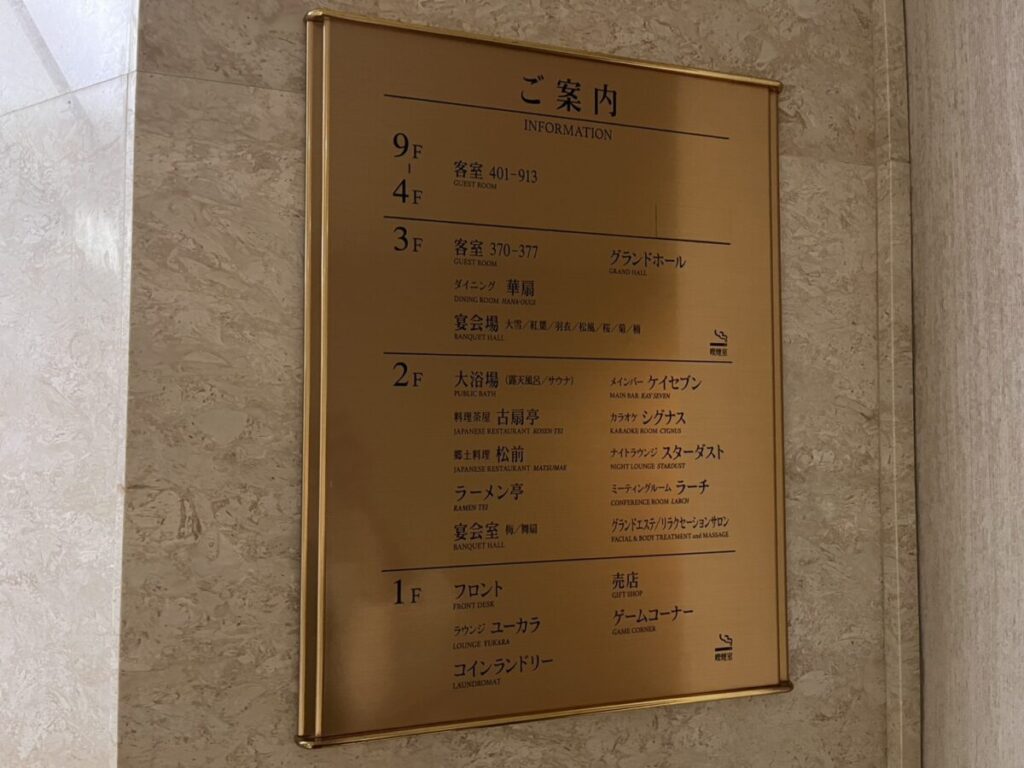 ご案内
INFORMATION
9F
-
4F
客室 401-913
GUEST ROOM
3F
客室 370-377
GUEST ROOM
グランドホール
GRAND HALL
ダイニング 華扇
DINING ROOM HANA-OUGI
宴会場 大雪/紅葉/羽衣/松風/桜/菊/楠
BANQUET HALL
喫煙室
2F
大浴場 (露天風呂/サウナ)
PUBLIC BATH
メインバー ケイセブン
MAIN BAR KAY SEVEN
料理茶屋 古扇亭
JAPANESE RESTAURANT KOSEN-TEI
カラオケ シグナス
KARAOKE ROOM CYGNUS
郷土料理 松前
JAPANESE RESTAURANT MATSUMAE
ナイトラウンジ スターダスト
NIGHT LOUNGE STARDUST
ラーメン亭
RAMEN TEI
ミーティングルーム ラーチ
CONFERENCE ROOM LARCH
宴会室 梅/舞扇
BANQUET HALL
グランドエステ/リラクセーションサロン
FACIAL & BODY TREATMENT and MASSAGE
1F
フロント
FRONT DESK
売店
GIFT SHOP
ラウンジ ユーカラ
LOUNGE YUKARA
ゲームコーナー
GAME CORNER
コインランドリー
LAUNDROMAT
喫煙室